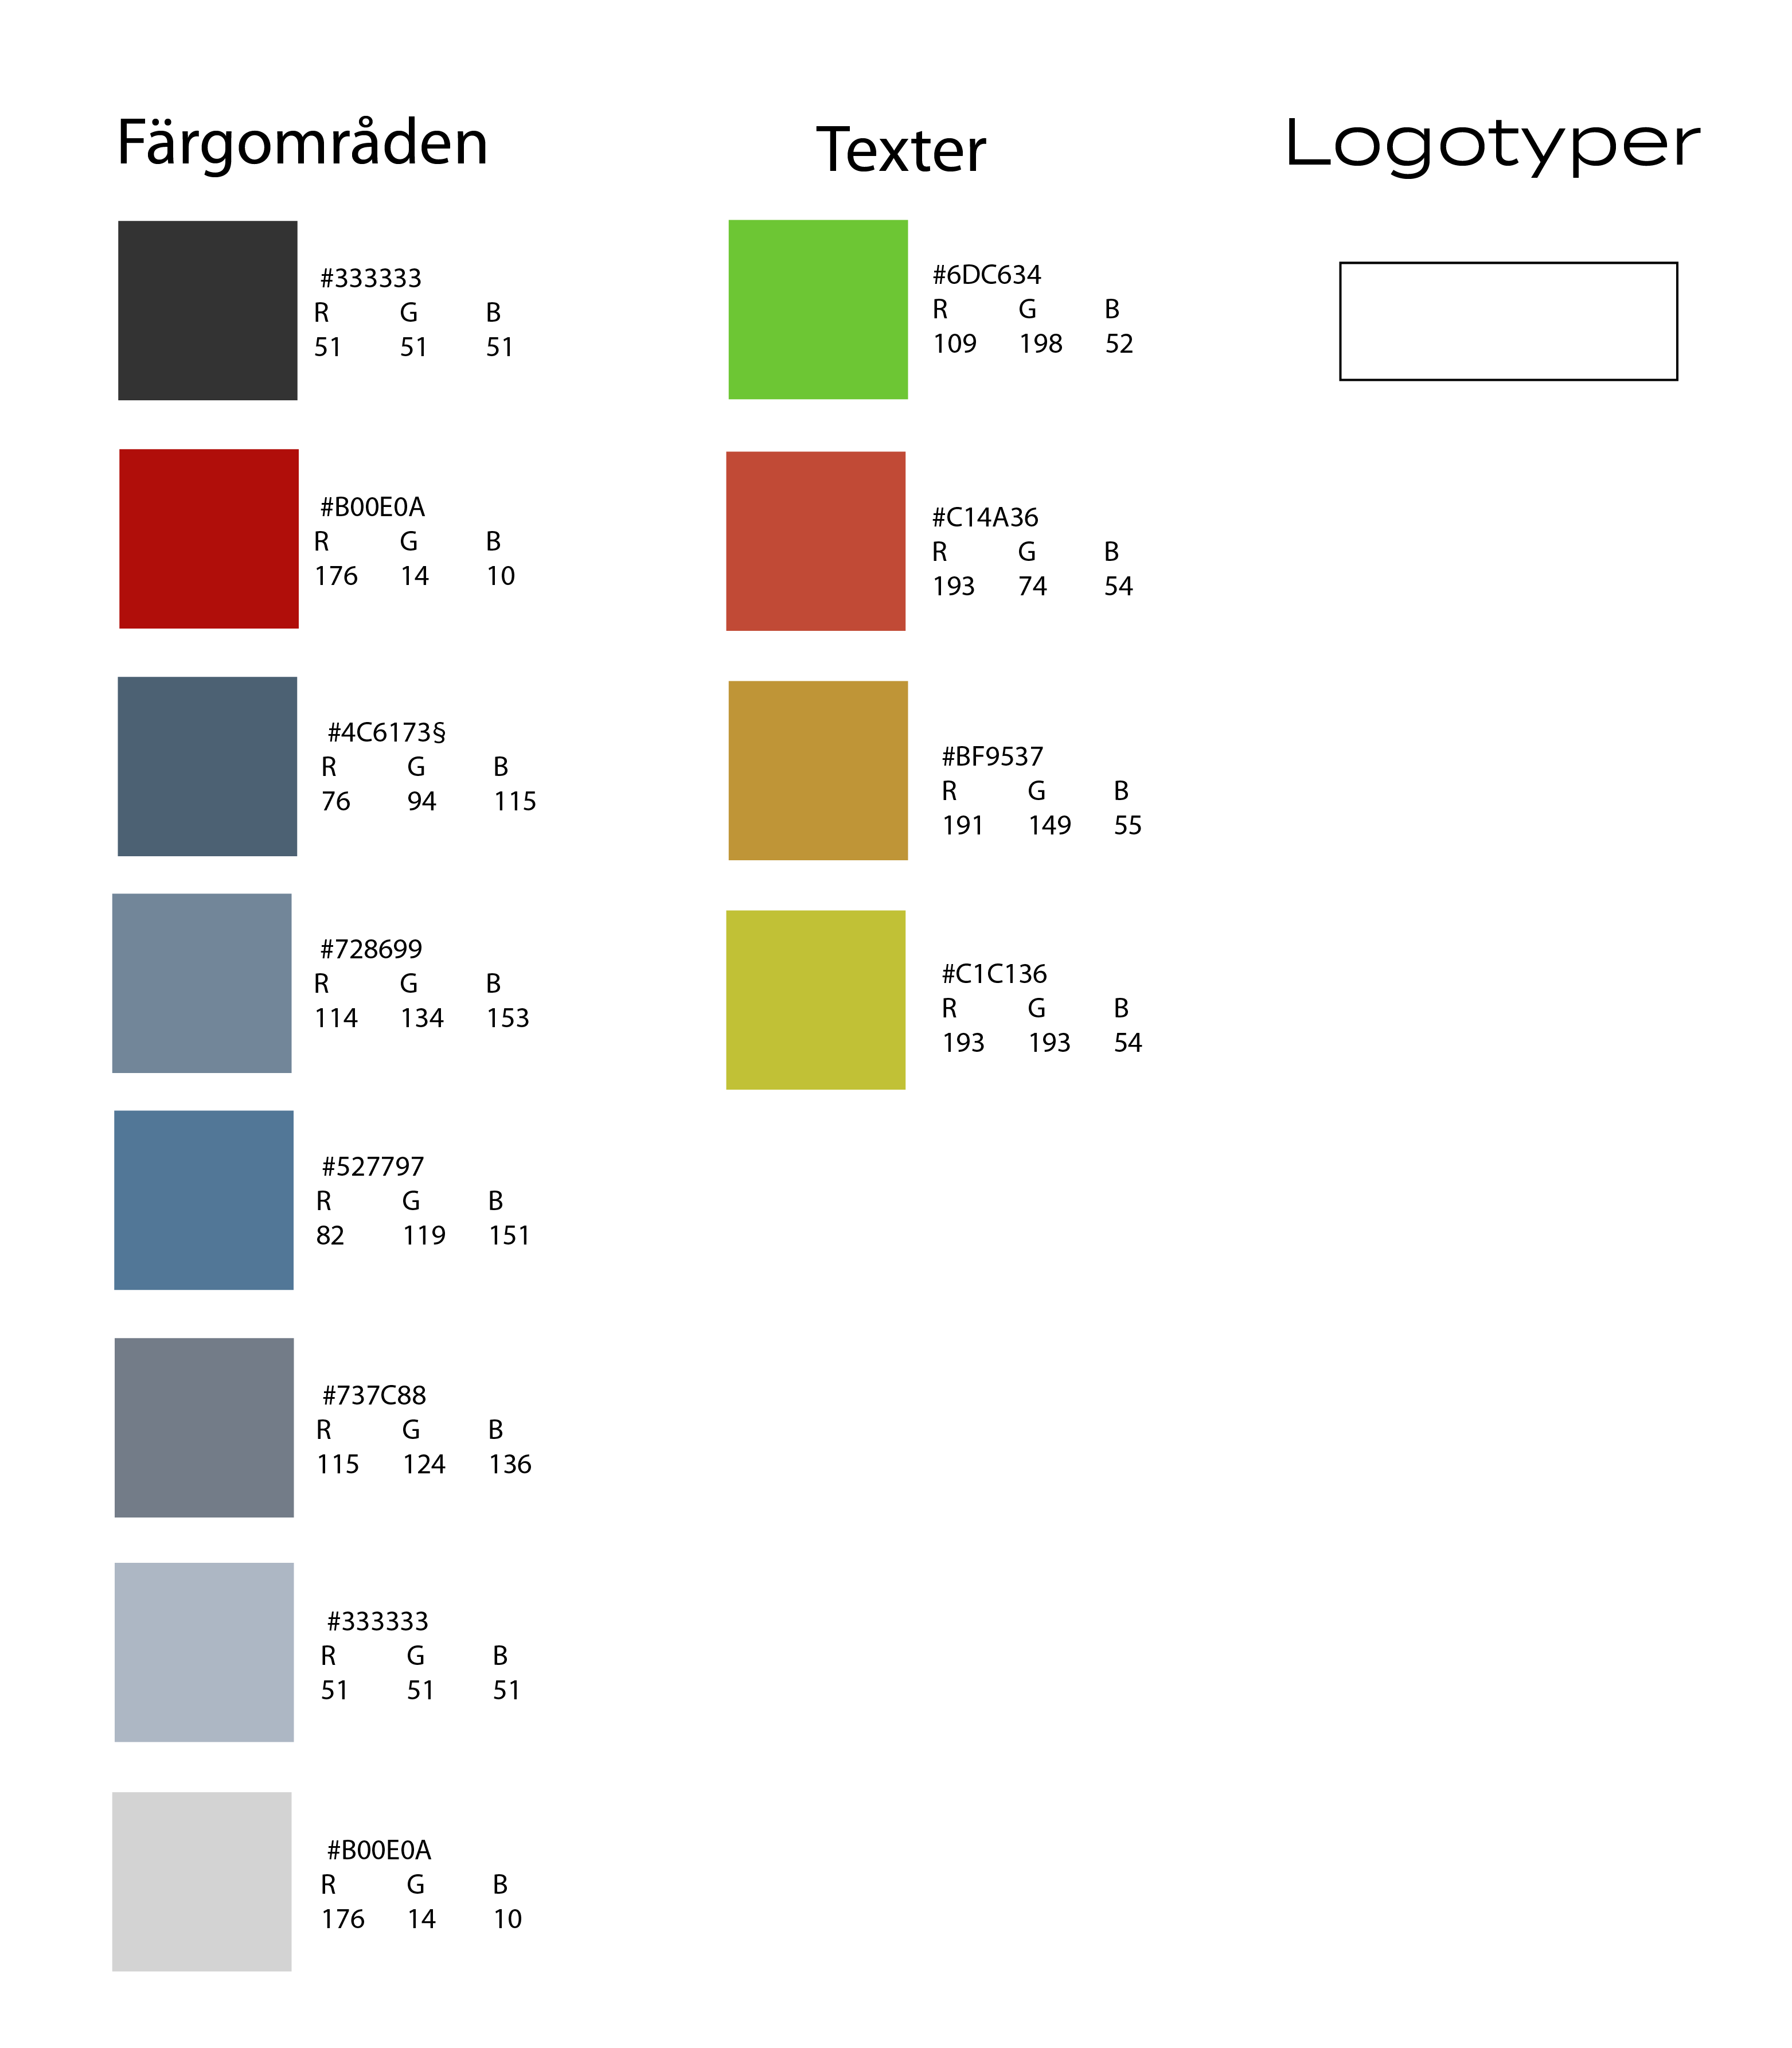 Färgområden
#333333
R G B
51 51 51
#B00E0A
R G B
176 14 10
#4C6173§
R G B
76 94 115
#728699
R G B
114 134 153
#527797
R G B
82 119 151
#737C88
R G B
115 124 136
#333333
R G B
51 51 51
#B00E0A
R G B
176 14 10
Texter
#6DC634
R G B
109 198 52
#C14A36
R G B
193 74 54
#BF9537
R G B
191 149 55
#C1C136
R G B
193 193 54
Logotyper